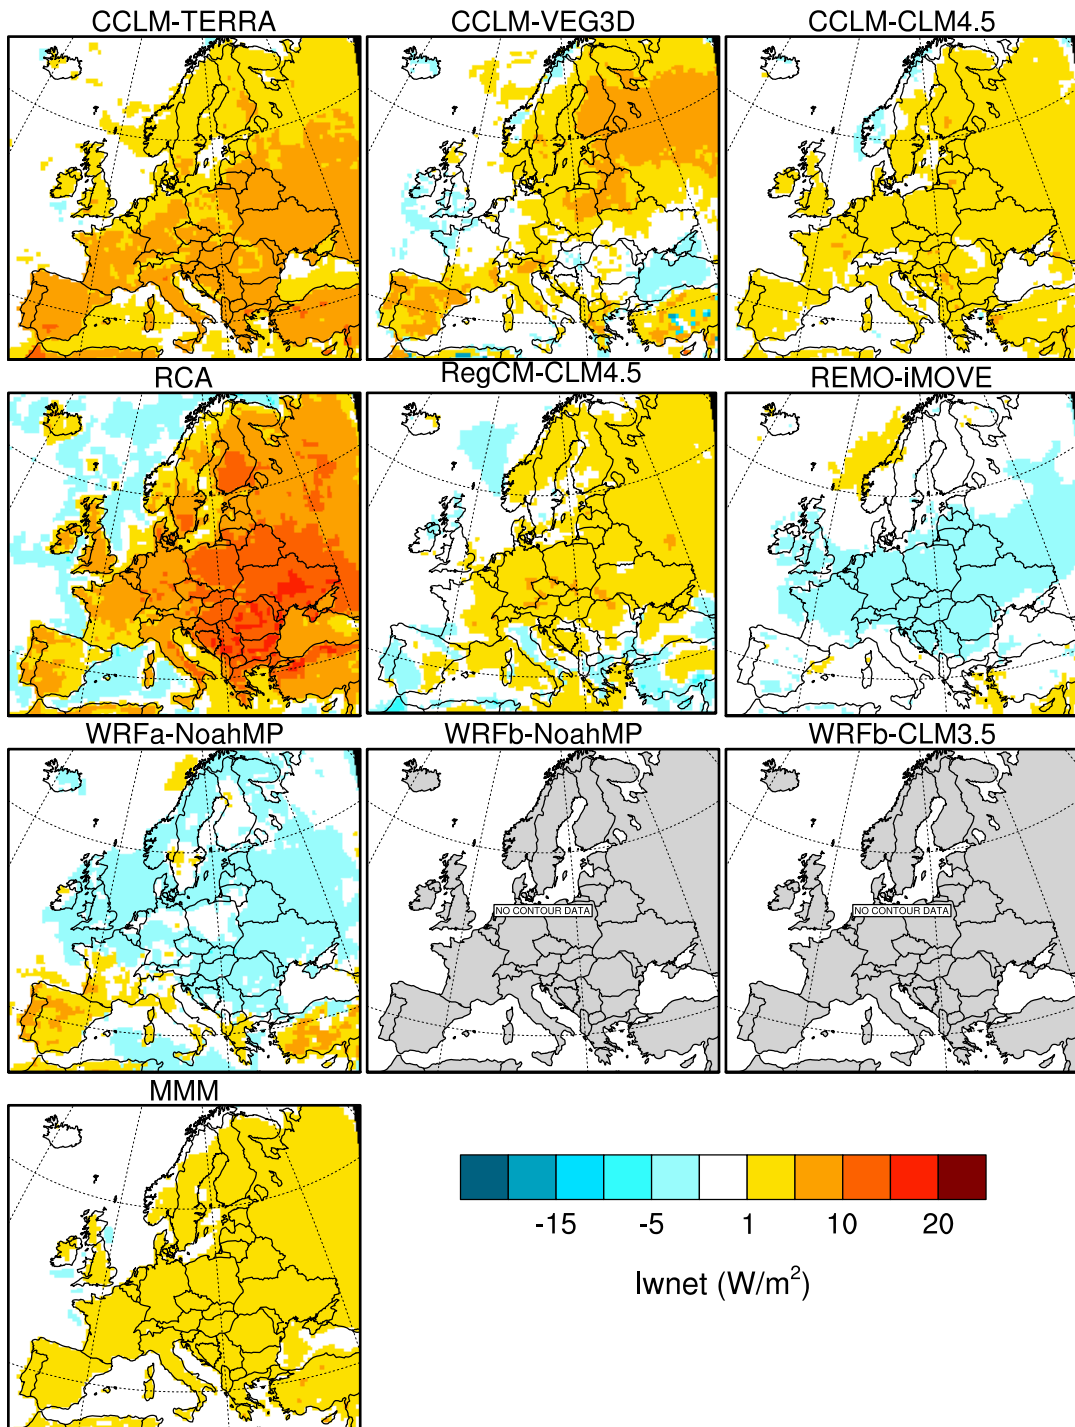 CCLM-TERRA CCLM-VEG3D CCLM-CLM4.5
RCA RegCM-CLM4.5 REMO-iMOVE
WRFa-NoahMP WRFb-NoahMP WRFb-CLM3.5
NO CONTOUR DATA NO CONTOUR DATA
MMM
-15 -5 1 10 20
lwnet (W/m²)